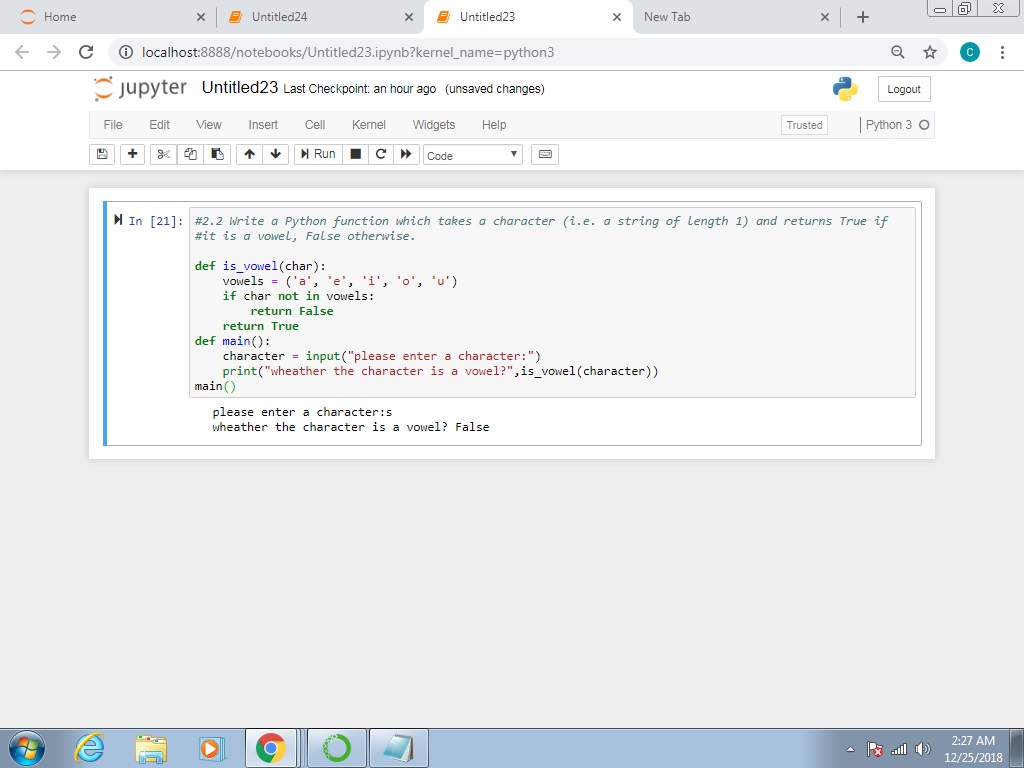 Home
Untitled24
Untitled23
New Tab
localhost:8888/notebooks/Untitled23.ipynb?kernel_name=python3
C
jupyter Untitled23 Last Checkpoint: an hour ago (unsaved changes)
Logout
File Edit View Insert Cell Kernel Widgets Help
Trusted
Python 3
Run
Code
In [21]:
#2.2 Write a Python function which takes a character (i.e. a string of length 1) and returns True if
#it is a vowel, False otherwise.
def is_vowel(char):
    vowels = ('a', 'e', 'i', 'o', 'u')
    if char not in vowels:
        return False
    return True
def main():
    character = input("please enter a character:")
    print("wheather the character is a vowel?",is_vowel(character))
main()
please enter a character:s
wheather the character is a vowel? False
2:27 AM
12/25/2018